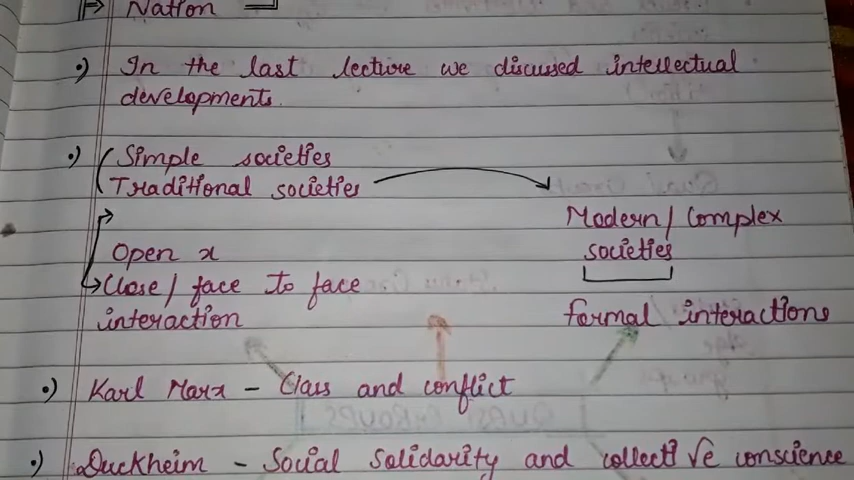 Nation
•) In the last lecture we discussed intellectual
developments.
•) Simple societies
Traditional societies
Modern / Complex
societies
Open x
Close / face to face
interaction
formal interactions
•) Karl Marx - Class and conflict
•) Duckheim - Social Solidarity and collective conscience